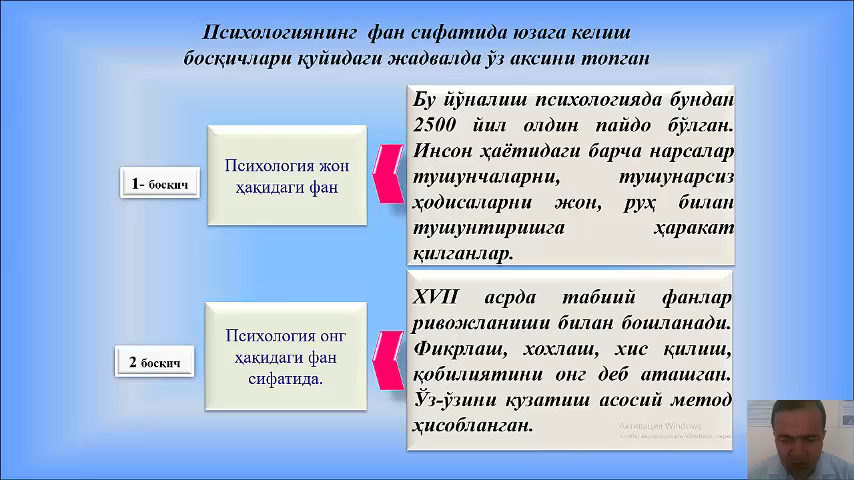 Психологиянинг фан сифатида юзага келиш
босқичлари қуйидаги жадвалда ўз аксини топган
1- босқич
Психология жон
ҳақидаги фан
Бу йўналиш психологияда бундан
2500 йил олдин пайдо бўлган.
Инсон ҳаётидаги барча нарсалар
тушунчаларни, тушунарсиз
ҳодисаларни жон, руҳ билан
тушунтиришга ҳаракат
қилганлар.
2 босқич
Психология онг
ҳақидаги фан
сифатида.
XVII асрда табиий фанлар
ривожланиши билан бошланади.
Фикрлаш, хохлаш, хис қилиш,
қобилиятини онг деб аташган.
Ўз-ўзини кузатиш асосий метод
ҳисобланган.
Активация Windows
Чтобы активировать Windows